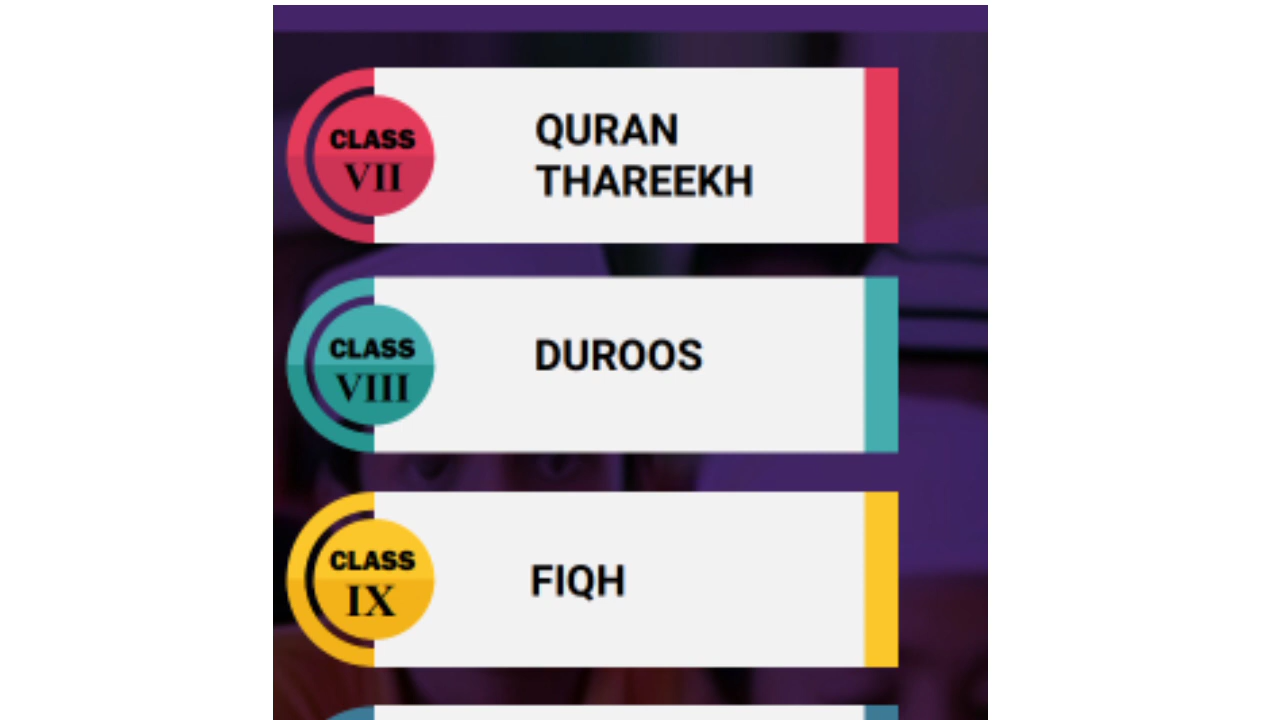 CLASS
VII
QURAN
THAREEKH
CLASS
VIII
DUROOS
CLASS
IX
FIQH